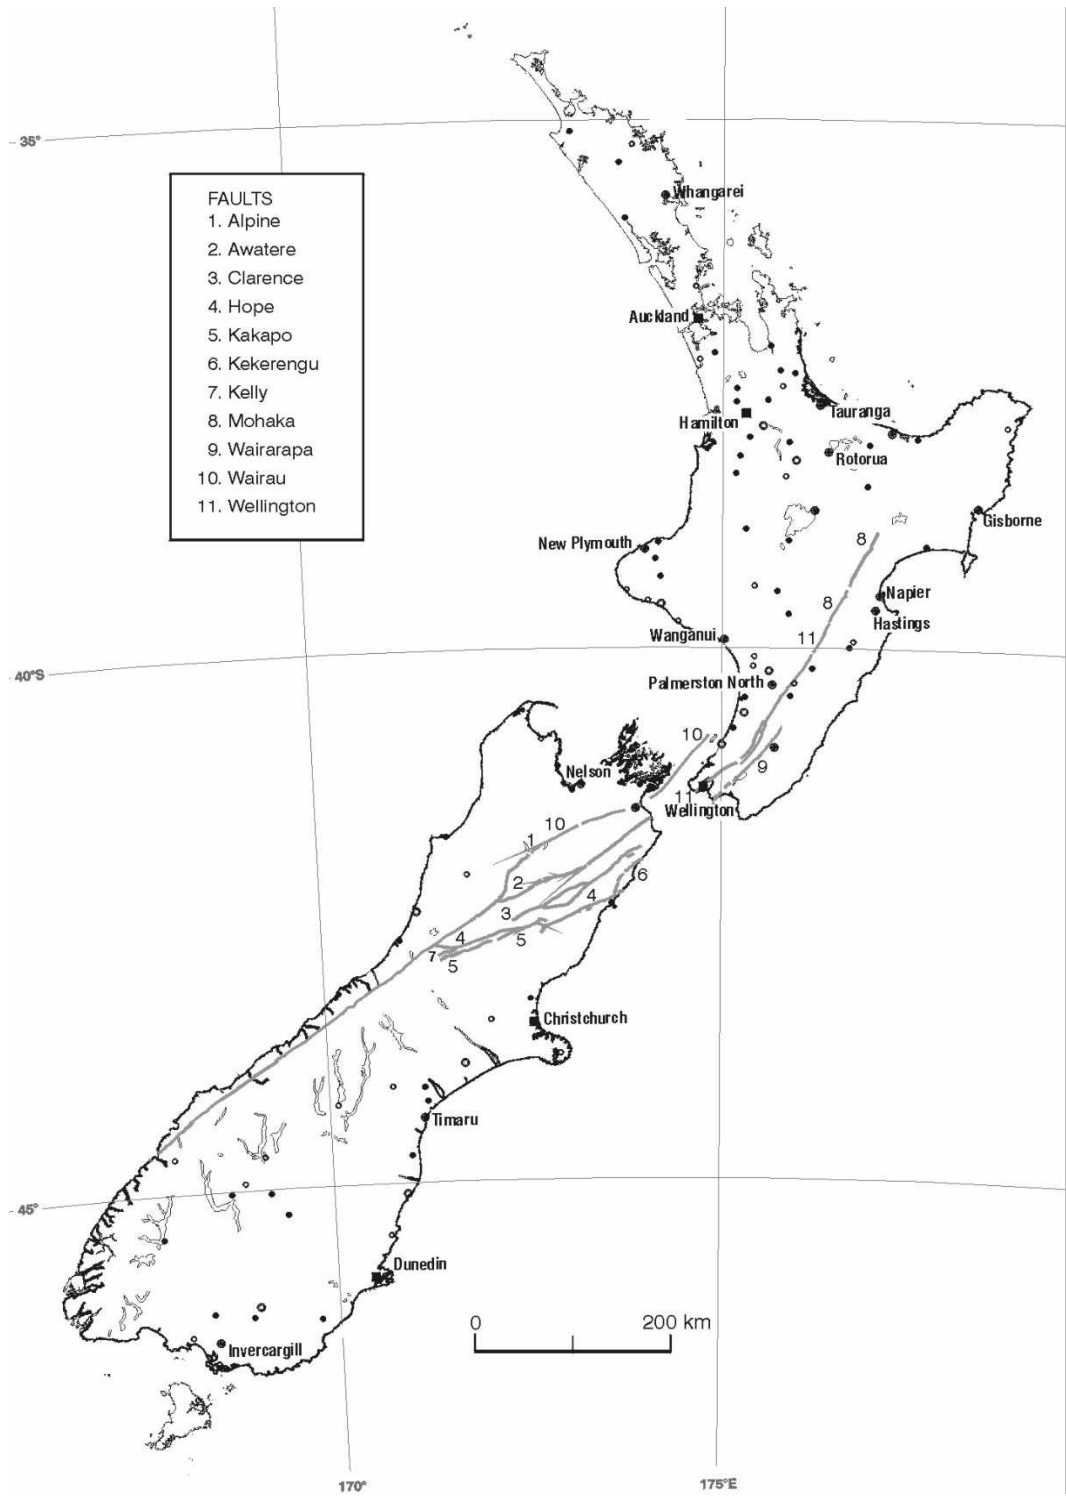 35°
Whangarei
FAULTS
1. Alpine
2. Awatere
3. Clarence
4. Hope
5. Kakapo
6. Kekerengu
7. Kelly
8. Mohaka
9. Wairarapa
10. Wairau
11. Wellington
Auckland
Tauranga
Hamilton
Rotorua
Gisborne
8
New Plymouth
Napier
8
Hastings
Wanganui
11
40°S
Palmerston North
10
9
Nelson
11
Wellington
10
1
6
2
4
3
4
5
7
5
Christchurch
Timaru
45°
Dunedin
0 200 km
Invercargill
170°
175°E